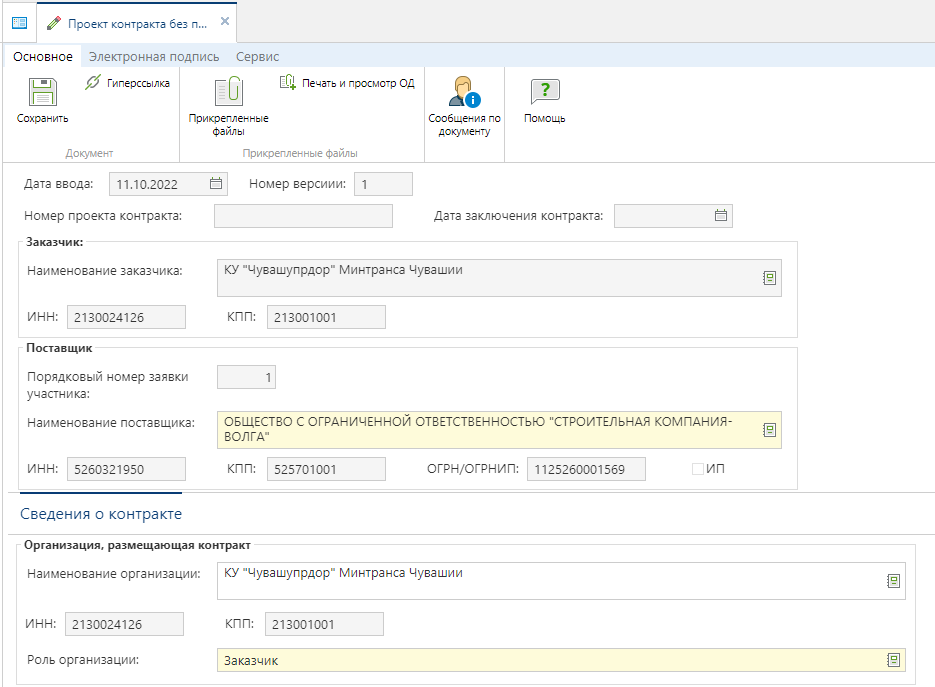 Проект контракта без п...
Основное Электронная подпись Сервис
Сохранить
Гиперссылка
Документ
Прикрепленные файлы
Печать и просмотр ОД
Прикрепленные файлы
Сообщения по документу
Помощь
Дата ввода: 11.10.2022 Номер версиии: 1
Номер проекта контракта: Дата заключения контракта:
Заказчик:
Наименование заказчика: КУ "Чувашупрдор" Минтранса Чувашии
ИНН: 2130024126 КПП: 213001001
Поставщик
Порядковый номер заявки участника: 1
Наименование поставщика: ОБЩЕСТВО С ОГРАНИЧЕННОЙ ОТВЕТСТВЕННОСТЬЮ "СТРОИТЕЛЬНАЯ КОМПАНИЯ-
ВОЛГА"
ИНН: 5260321950 КПП: 525701001 ОГРН/ОГРНИП: 1125260001569 ИП
Сведения о контракте
Организация, размещающая контракт
Наименование организации: КУ "Чувашупрдор" Минтранса Чувашии
ИНН: 2130024126 КПП: 213001001
Роль организации: Заказчик